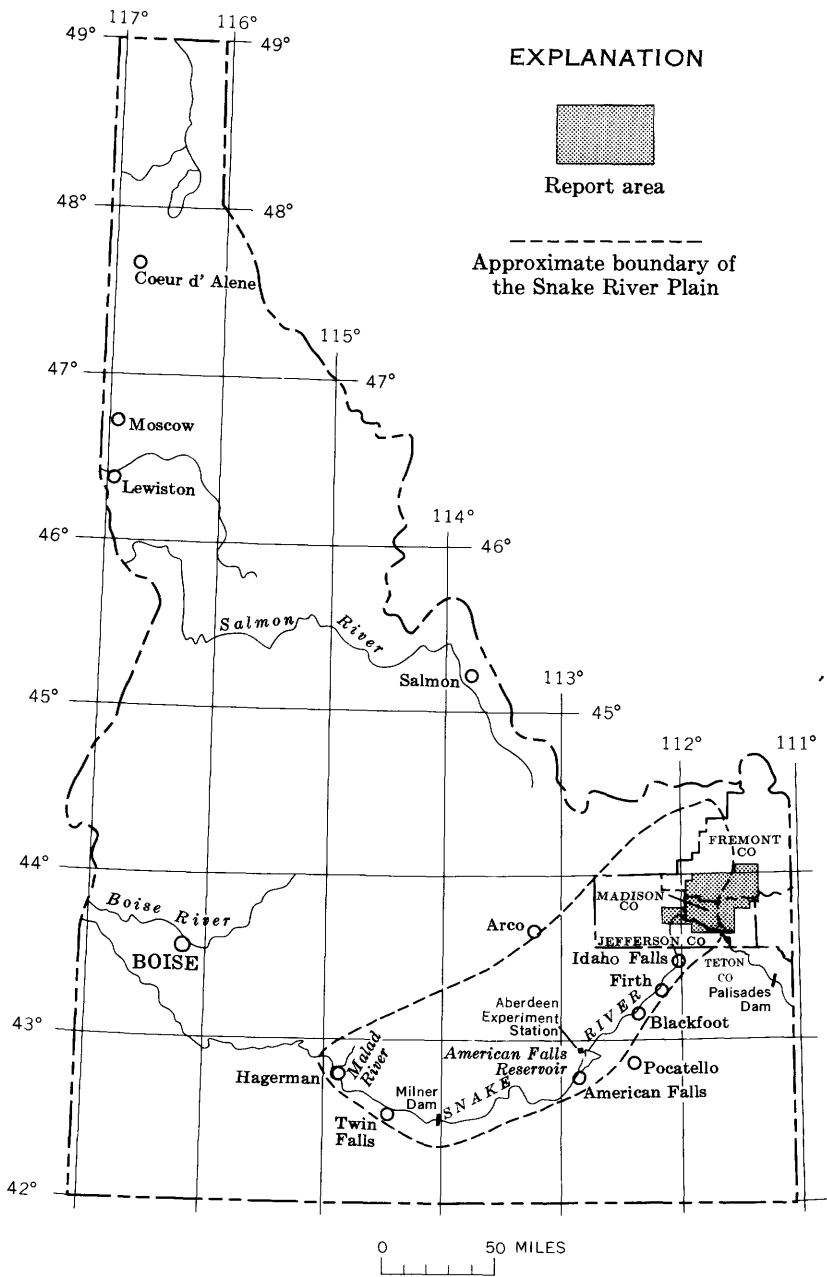 117° 116°
49° 49°
EXPLANATION
Report area
48° 48°
Approximate boundary of
the Snake River Plain
Coeur d' Alene
115°
47° 47°
Moscow
Lewiston
114°
46° 46°
Salmon River
Salmon
113°
45° 45°
112° 111°
FREMONT
CO
44°
MADISON
CO
Boise River
Arco
JEFFERSON CO
BOISE
Idaho Falls
TETON
CO
Firth
Palisades
Dam
Aberdeen
Experiment
Station
RIVER
Blackfoot
43°
American Falls
Reservoir
Malad
River
Pocatello
Hagerman
Milner
Dam
SNAKE
American Falls
Twin
Falls
42°
0 50 MILES